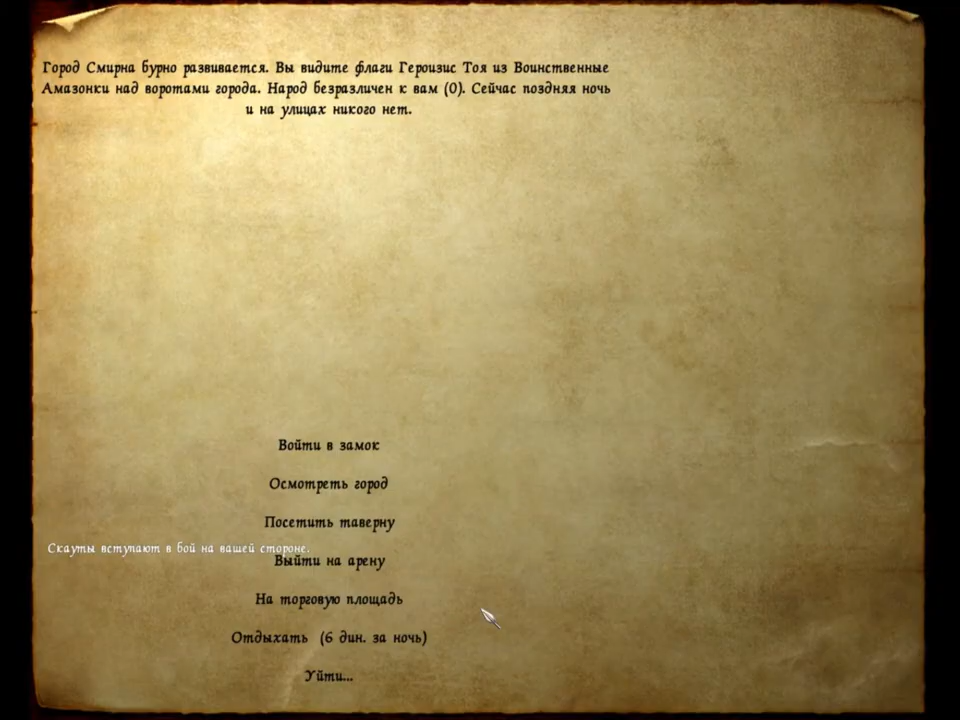 Город Смирна бурно развивается. Вы видите флаги Героизис Тоя из Воинственные
Амазонки над воротами города. Народ безразличен к вам (0). Сейчас поздняя ночь
и на улицах никого нет.
Войти в замок
Осмотреть город
Посетить таверну
Скауты вступают в бой на вашей стороне.
Выйти на арену
На торговую площадь
Отдыхать (6 дин. за ночь)
Уйти...